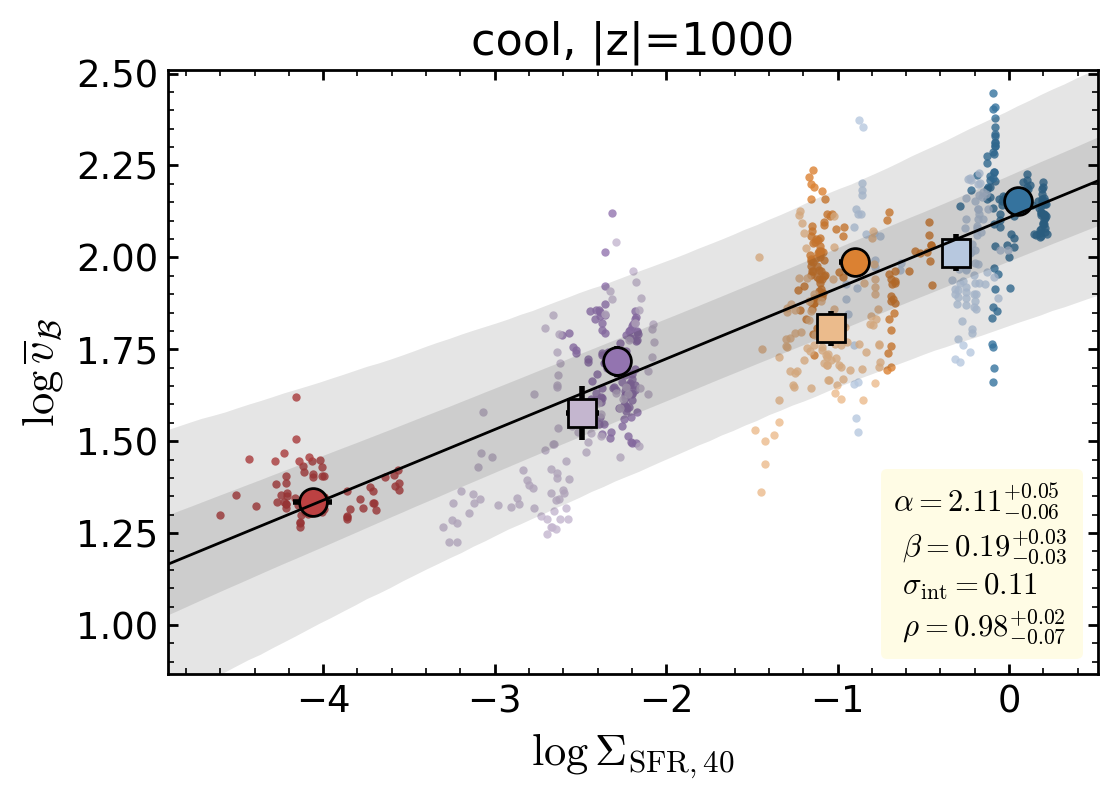 cool, |z|=1000
2.50
2.25
2.00
1.75
1.50
1.25
1.00
log v̅_ℬ
α = 2.11^{+0.05}_{−0.06}
β = 0.19^{+0.03}_{−0.03}
σ_int = 0.11
ρ = 0.98^{+0.02}_{−0.07}
−4 −3 −2 −1 0
log Σ_{SFR, 40}